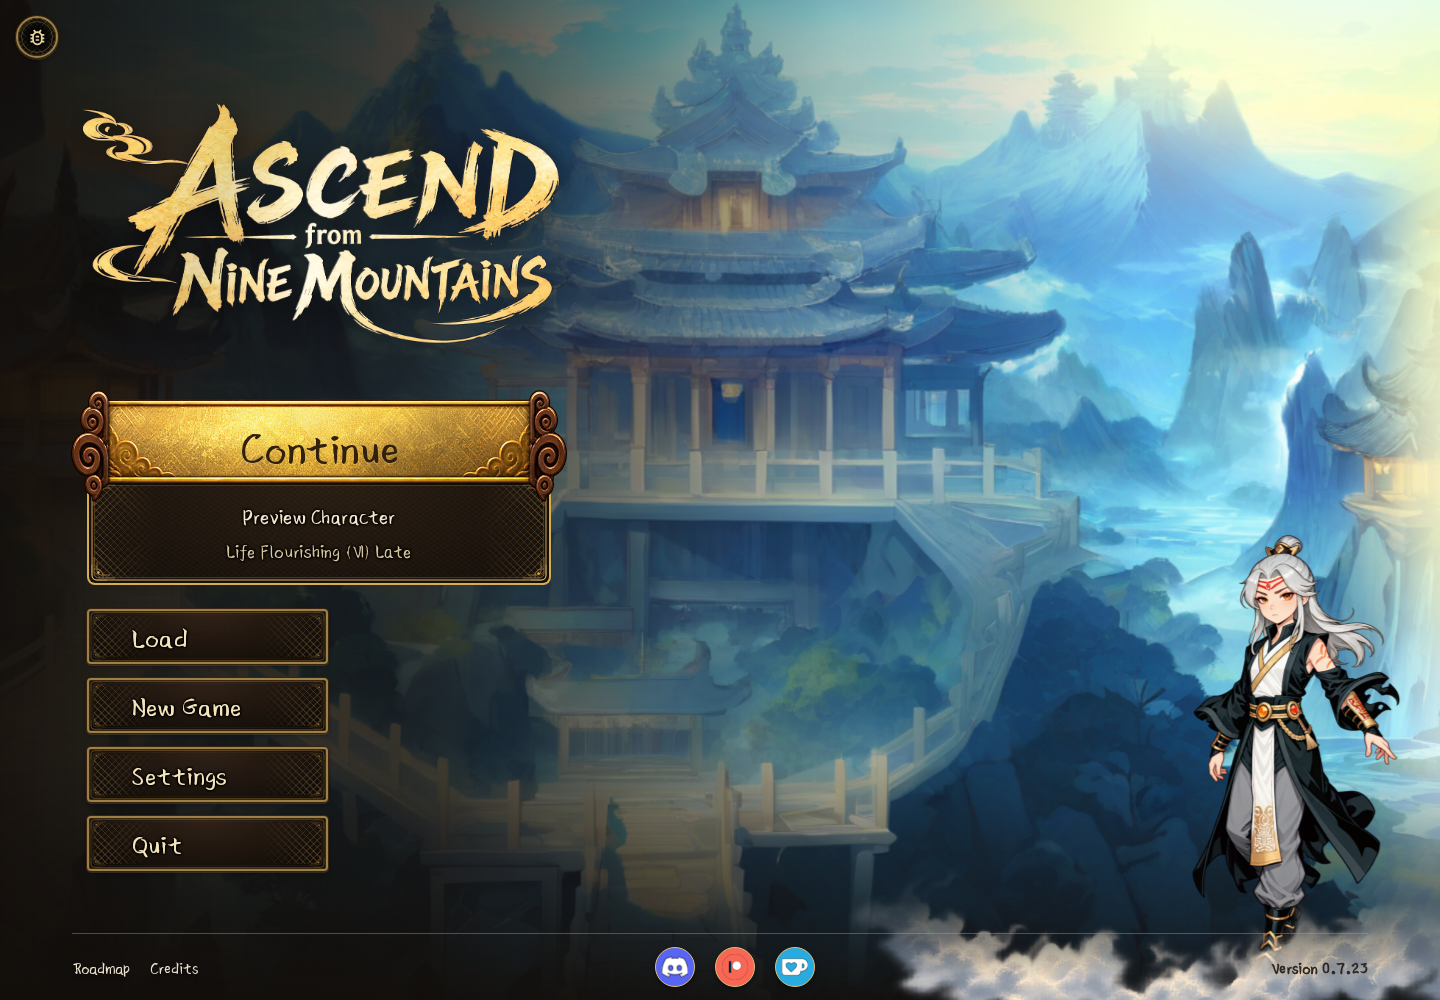 ASCEND
from
NINE MOUNTAINS
Continue
Preview Character
Life Flourishing (VI) Late
Load
New Game
Settings
Quit
Roadmap Credits
Version 0.7.23